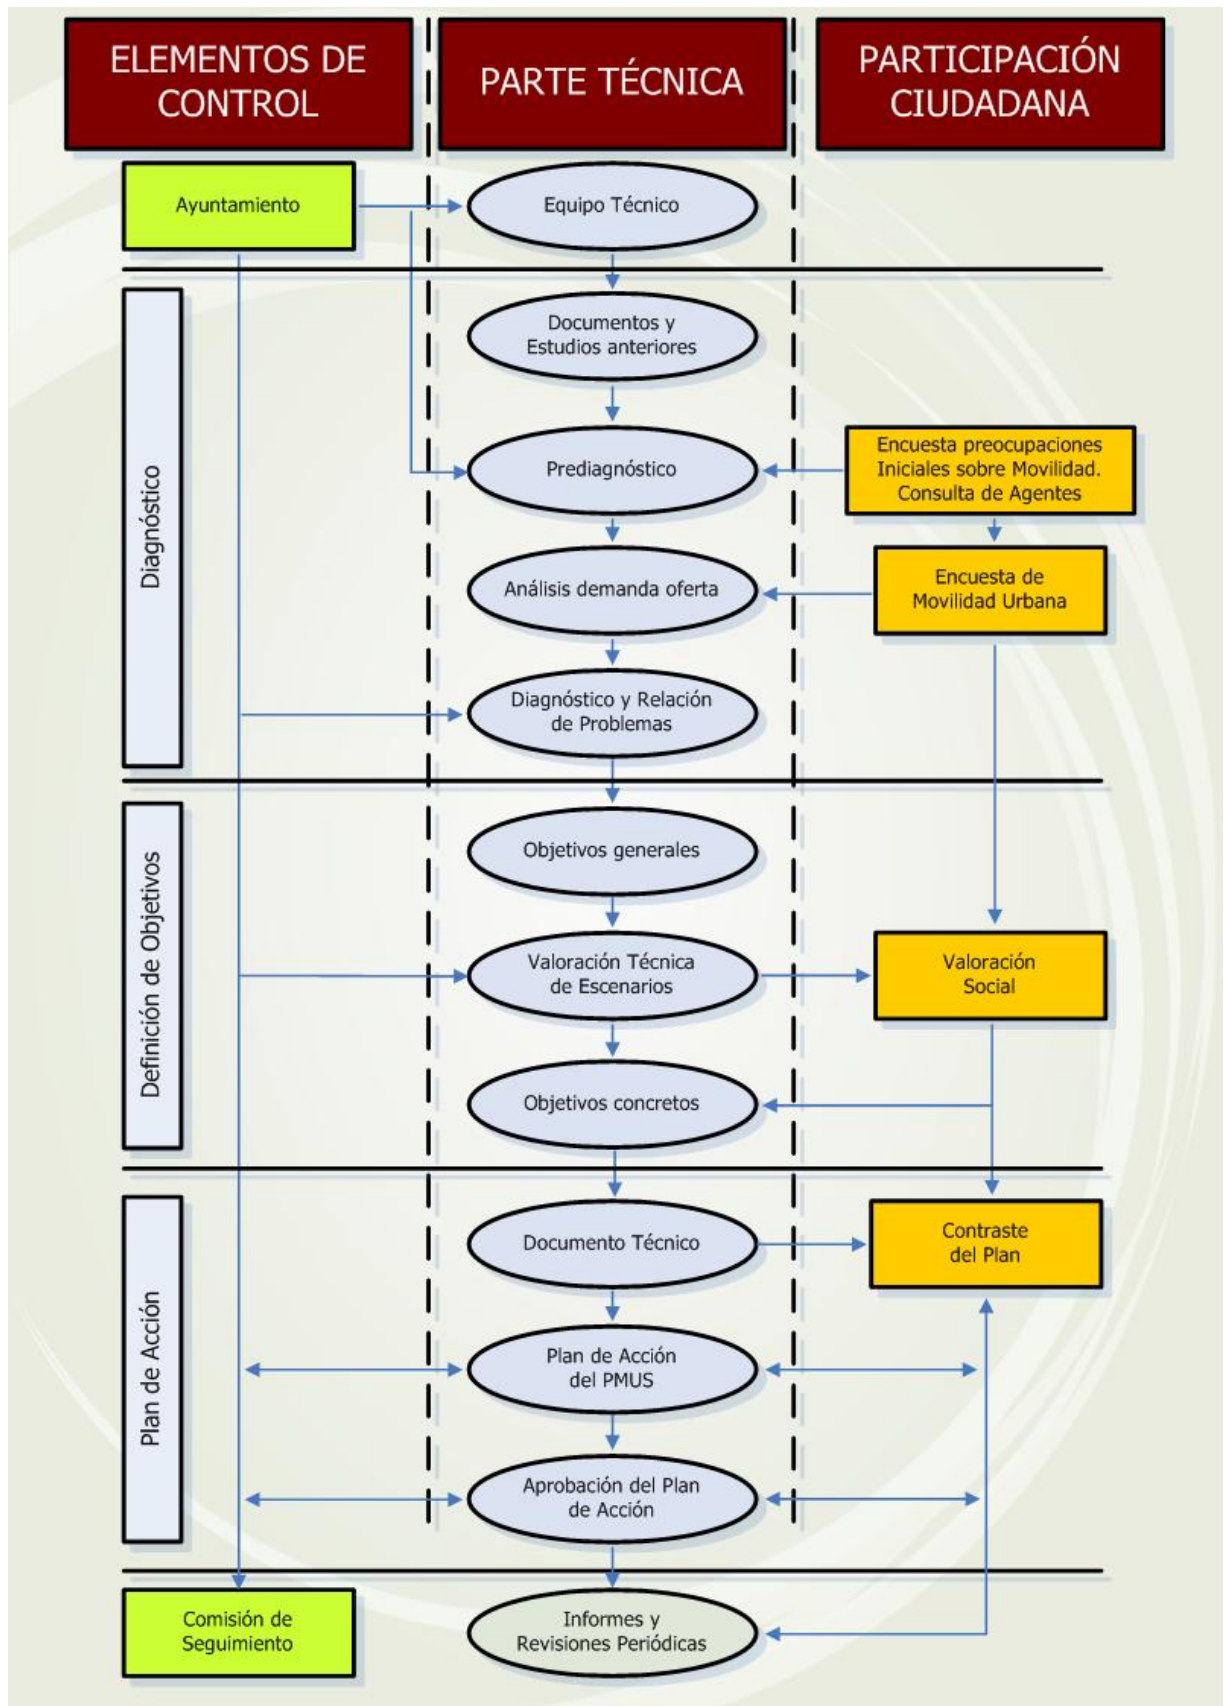 ELEMENTOS DE
CONTROL
PARTE TÉCNICA
PARTICIPACIÓN
CIUDADANA
Ayuntamiento
Equipo Técnico
Diagnóstico
Documentos y
Estudios anteriores
Prediagnóstico
Encuesta preocupaciones
Iniciales sobre Movilidad.
Consulta de Agentes
Análisis demanda oferta
Encuesta de
Movilidad Urbana
Diagnóstico y Relación
de Problemas
Definición de Objetivos
Objetivos generales
Valoración Técnica
de Escenarios
Valoración
Social
Objetivos concretos
Plan de Acción
Documento Técnico
Contraste
del Plan
Plan de Acción
del PMUS
Aprobación del Plan
de Acción
Comisión de
Seguimiento
Informes y
Revisiones Periódicas